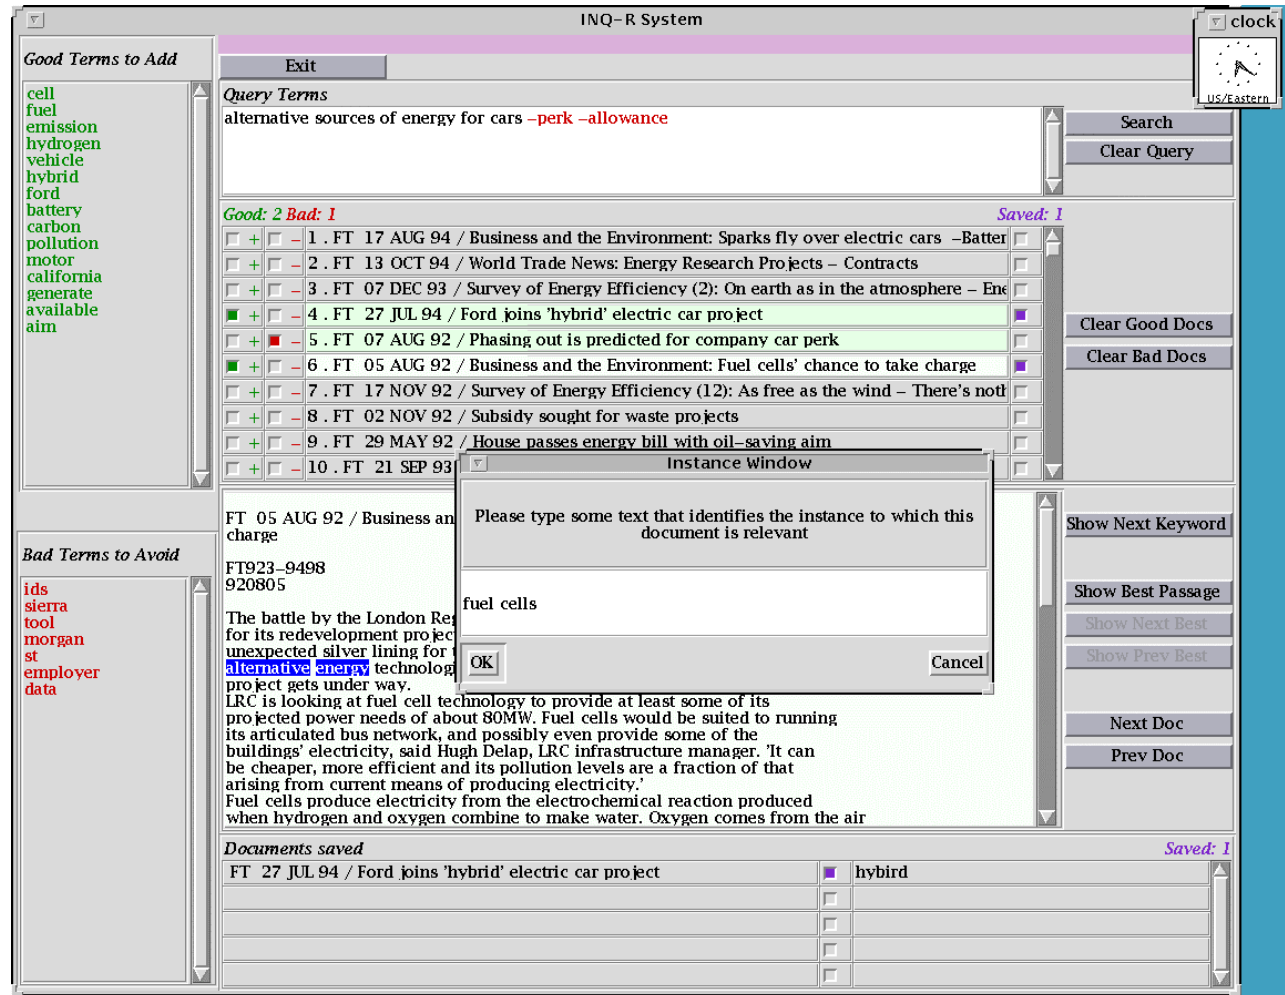 INQ-R System
clock
US/Eastern
Good Terms to Add
cell
fuel
emission
hydrogen
vehicle
hybrid
ford
battery
carbon
pollution
motor
california
generate
available
aim
Bad Terms to Avoid
ids
sierra
tool
morgan
st
employer
data
Exit
Query Terms
alternative sources of energy for cars -perk -allowance
Search
Clear Query
Good: 2 Bad: 1 Saved: 1
+ - 1 . FT 17 AUG 94 / Business and the Environment: Sparks fly over electric cars -Batter
+ - 2 . FT 13 OCT 94 / World Trade News: Energy Research Projects - Contracts
+ - 3 . FT 07 DEC 93 / Survey of Energy Efficiency (2): On earth as in the atmosphere - Ene
+ - 4 . FT 27 JUL 94 / Ford joins 'hybrid' electric car project
+ - 5 . FT 07 AUG 92 / Phasing out is predicted for company car perk
+ - 6 . FT 05 AUG 92 / Business and the Environment: Fuel cells' chance to take charge
+ - 7 . FT 17 NOV 92 / Survey of Energy Efficiency (12): As free as the wind - There's noth
+ - 8 . FT 02 NOV 92 / Subsidy sought for waste projects
+ - 9 . FT 29 MAY 92 / House passes energy bill with oil-saving aim
+ - 10 . FT 21 SEP 93
Clear Good Docs
Clear Bad Docs
Instance Window
Please type some text that identifies the instance to which this
document is relevant
fuel cells
OK
Cancel
FT 05 AUG 92 / Business an
charge
FT923-9498
920805
The battle by the London Reg
for its redevelopment projec
unexpected silver lining for
alternative energy technologi
project gets under way.
LRC is looking at fuel cell technology to provide at least some of its
projected power needs of about 80MW. Fuel cells would be suited to running
its articulated bus network, and possibly even provide some of the
buildings' electricity, said Hugh Delap, LRC infrastructure manager. 'It can
be cheaper, more efficient and its pollution levels are a fraction of that
arising from current means of producing electricity.'
Fuel cells produce electricity from the electrochemical reaction produced
when hydrogen and oxygen combine to make water. Oxygen comes from the air
Show Next Keyword
Show Best Passage
Show Next Best
Show Prev Best
Next Doc
Prev Doc
Documents saved Saved: 1
FT 27 JUL 94 / Ford joins 'hybrid' electric car project hybird